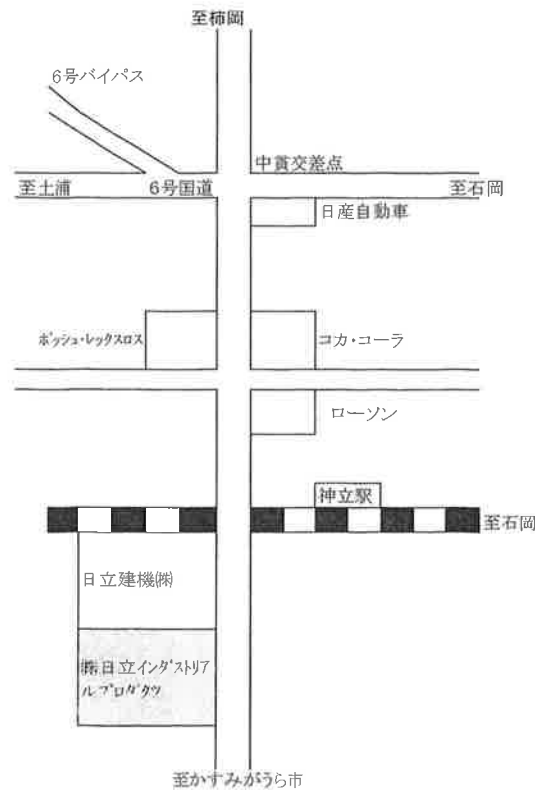 至柿岡
6号バイパス
中貫交差点
至土浦
6号国道
至石岡
日産自動車
ボッシュ・レックスロス
コカ・コーラ
ローソン
神立駅
至石岡
日立建機㈱
㈱日立インダストリア
ルプロダクツ
至かすみがうら市